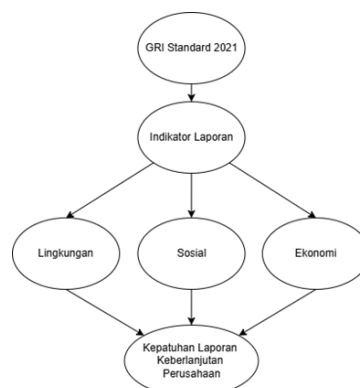 GRI Standard 2021
Indikator Laporan
Lingkungan
Sosial
Ekonomi
Kepatuhan Laporan
Keberlanjutan
Perusahaan